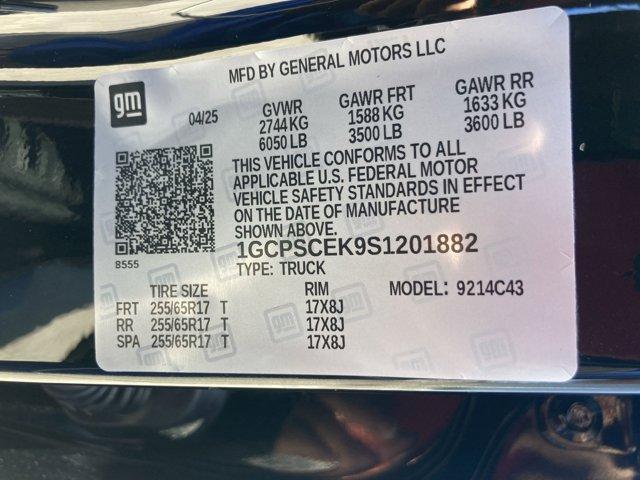 MFD BY GENERAL MOTORS LLC
gm
04/25
GVWR GAWR FRT GAWR RR
2744 KG 1588 KG 1633 KG
6050 LB 3500 LB 3600 LB
THIS VEHICLE CONFORMS TO ALL
APPLICABLE U.S. FEDERAL MOTOR
VEHICLE SAFETY STANDARDS IN EFFECT
ON THE DATE OF MANUFACTURE
SHOWN ABOVE.
8555
1GCPSCEK9S1201882
TYPE: TRUCK
TIRE SIZE RIM MODEL: 9214C43
FRT 255/65R17 T 17X8J
RR 255/65R17 T 17X8J
SPA 255/65R17 T 17X8J